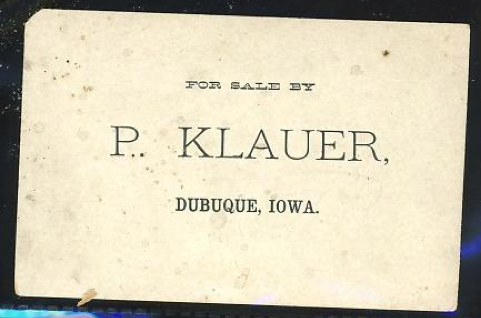 FOR SALE BY
P. KLAUER,
DUBUQUE, IOWA.